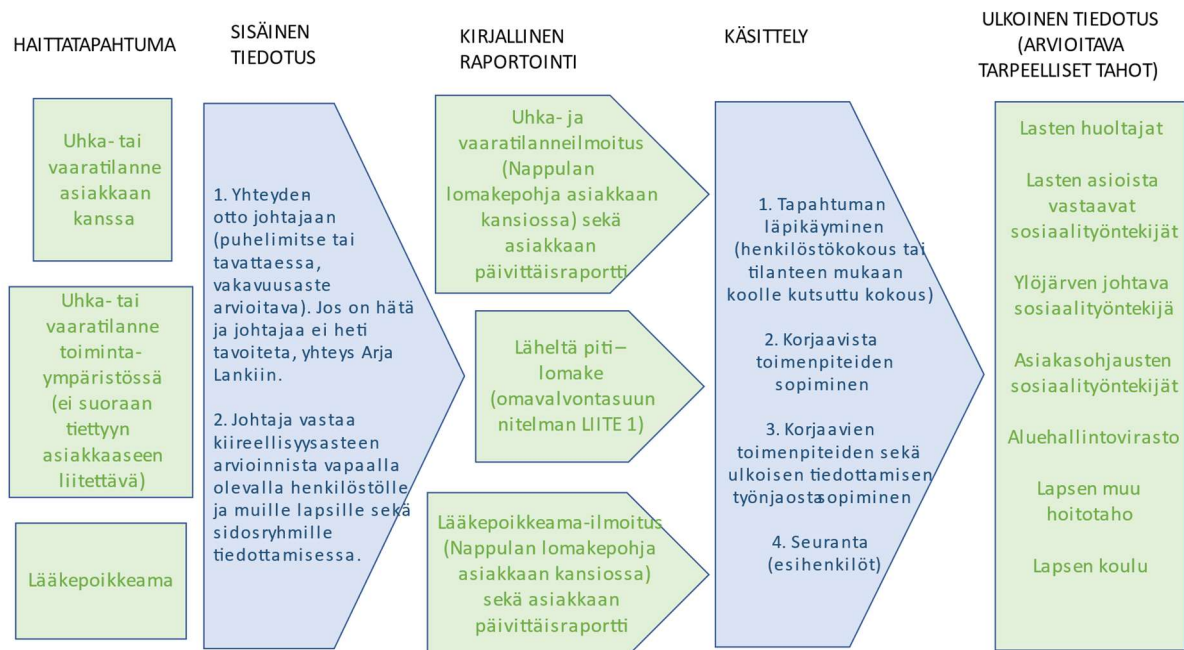 HAITTATAPAHTUMA
Uhka- tai
vaaratilanne
asiakkaan
kanssa
Uhka- tai
vaaratilanne
toiminta-
ympäristössä
(ei suoraan
tiettyyn
asiakkaaseen
liitettävä)
Lääkepoikkeama
SISÄINEN
TIEDOTUS
1. Yhteyden-
otto johtajaan
(puhelimitse tai
tavattaessa,
vakavuusaste
arvioitava). Jos on hätä
ja johtajaa ei heti
tavoiteta, yhteys Arja
Lankiin.
2. Johtaja vastaa
kiireellisyysasteen
arvioinnista vapaalla
olevalla henkilöstölle
ja muille lapsille sekä
sidosryhmille
tiedottamisessa.
KIRJALLINEN
RAPORTOINTI
Uhka- ja
vaaratilanneilmoitus
(Nappulan
lomakepohja asiakkaan
kansiossa) sekä
asiakkaan
päivittäisraportti
Läheltä piti –
lomake
(omavalvontasuun
nitelman LIITE 1)
Lääkepoikkeama-ilmoitus
(Nappulan lomakepohja
asiakkaan kansiossa)
sekä asiakkaan
päivittäisraportti
KÄSITTELY
1. Tapahtuman
läpikäyminen
(henkilöstökokous tai
tilanteen mukaan
koolle kutsuttu kokous)
2. Korjaavista
toimenpiteiden
sopiminen
3. Korjaavien
toimenpiteiden sekä
ulkoisen tiedottamisen
työnjaosta sopiminen
4. Seuranta
(esihenkilöt)
ULKOINEN TIEDOTUS
(ARVIOITAVA
TARPEELLISET TAHOT)
Lasten huoltajat
Lasten asioista
vastaavat
sosiaalityöntekijät
Ylöjärven johtava
sosiaalityöntekijä
Asiakasohjausten
sosiaalityöntekijät
Aluehallintovirasto
Lapsen muu
hoitotaho
Lapsen koulu